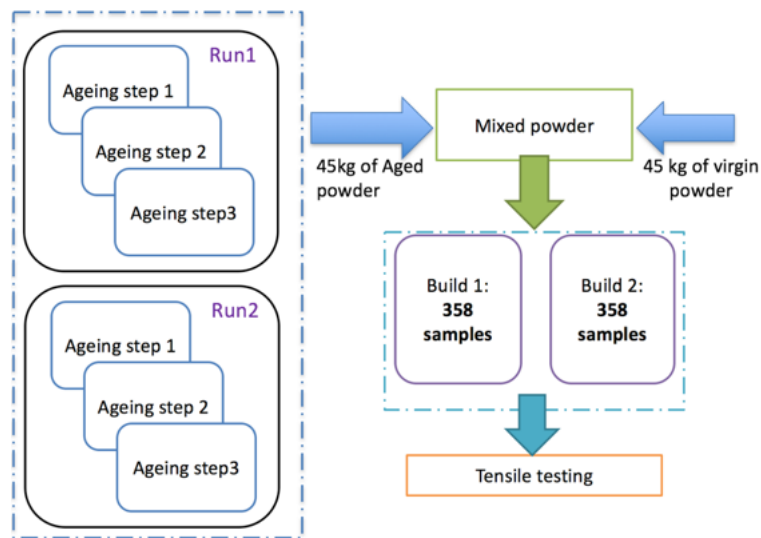 Run1
Ageing step 1
Ageing step 2
Ageing step3
Run2
Ageing step 1
Ageing step 2
Ageing step3
45kg of Aged
powder
Mixed powder
45 kg of virgin
powder
Build 1:
358
samples
Build 2:
358
samples
Tensile testing